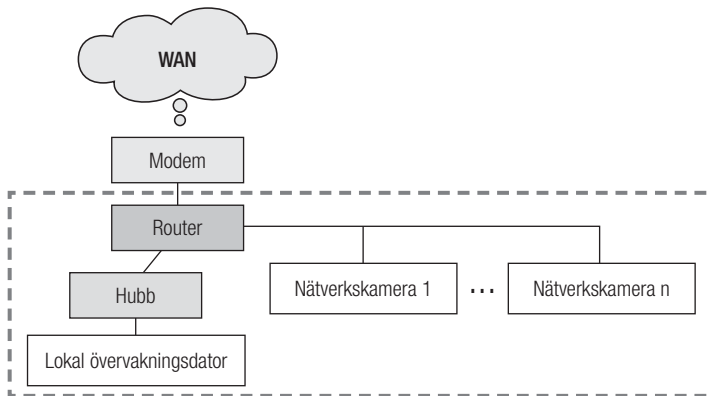 WAN
Modem
Router
Nätverkskamera 1 ... Nätverkskamera n
Hubb
Lokal övervakningsdator